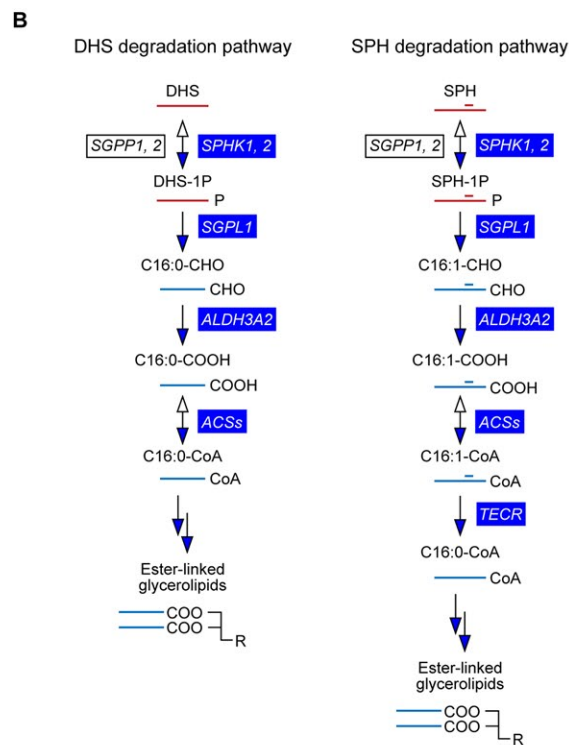 B
DHS degradation pathway
DHS
SGPP1, 2
SPHK1, 2
DHS-1P
P
SGPL1
C16:0-CHO
CHO
ALDH3A2
C16:0-COOH
COOH
ACSs
C16:0-CoA
CoA
Ester-linked
glycerolipids
COO
COO
R
SPH degradation pathway
SPH
SGPP1, 2
SPHK1, 2
SPH-1P
P
SGPL1
C16:1-CHO
CHO
ALDH3A2
C16:1-COOH
COOH
ACSs
C16:1-CoA
CoA
TECR
C16:0-CoA
CoA
Ester-linked
glycerolipids
COO
COO
R